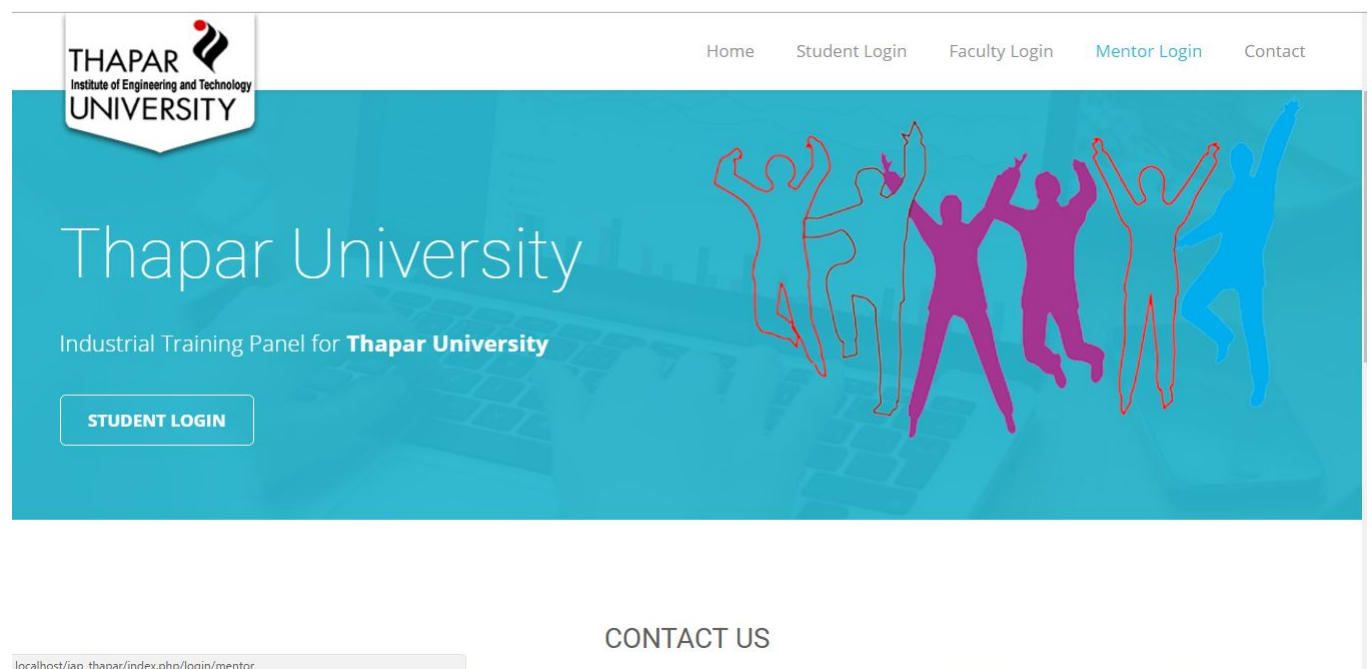 THAPAR
Institute of Engineering and Technology
UNIVERSITY
Home Student Login Faculty Login Mentor Login Contact
Thapar University
Industrial Training Panel for Thapar University
STUDENT LOGIN
CONTACT US
localhost/iap_thapar/index.php/login/mentor